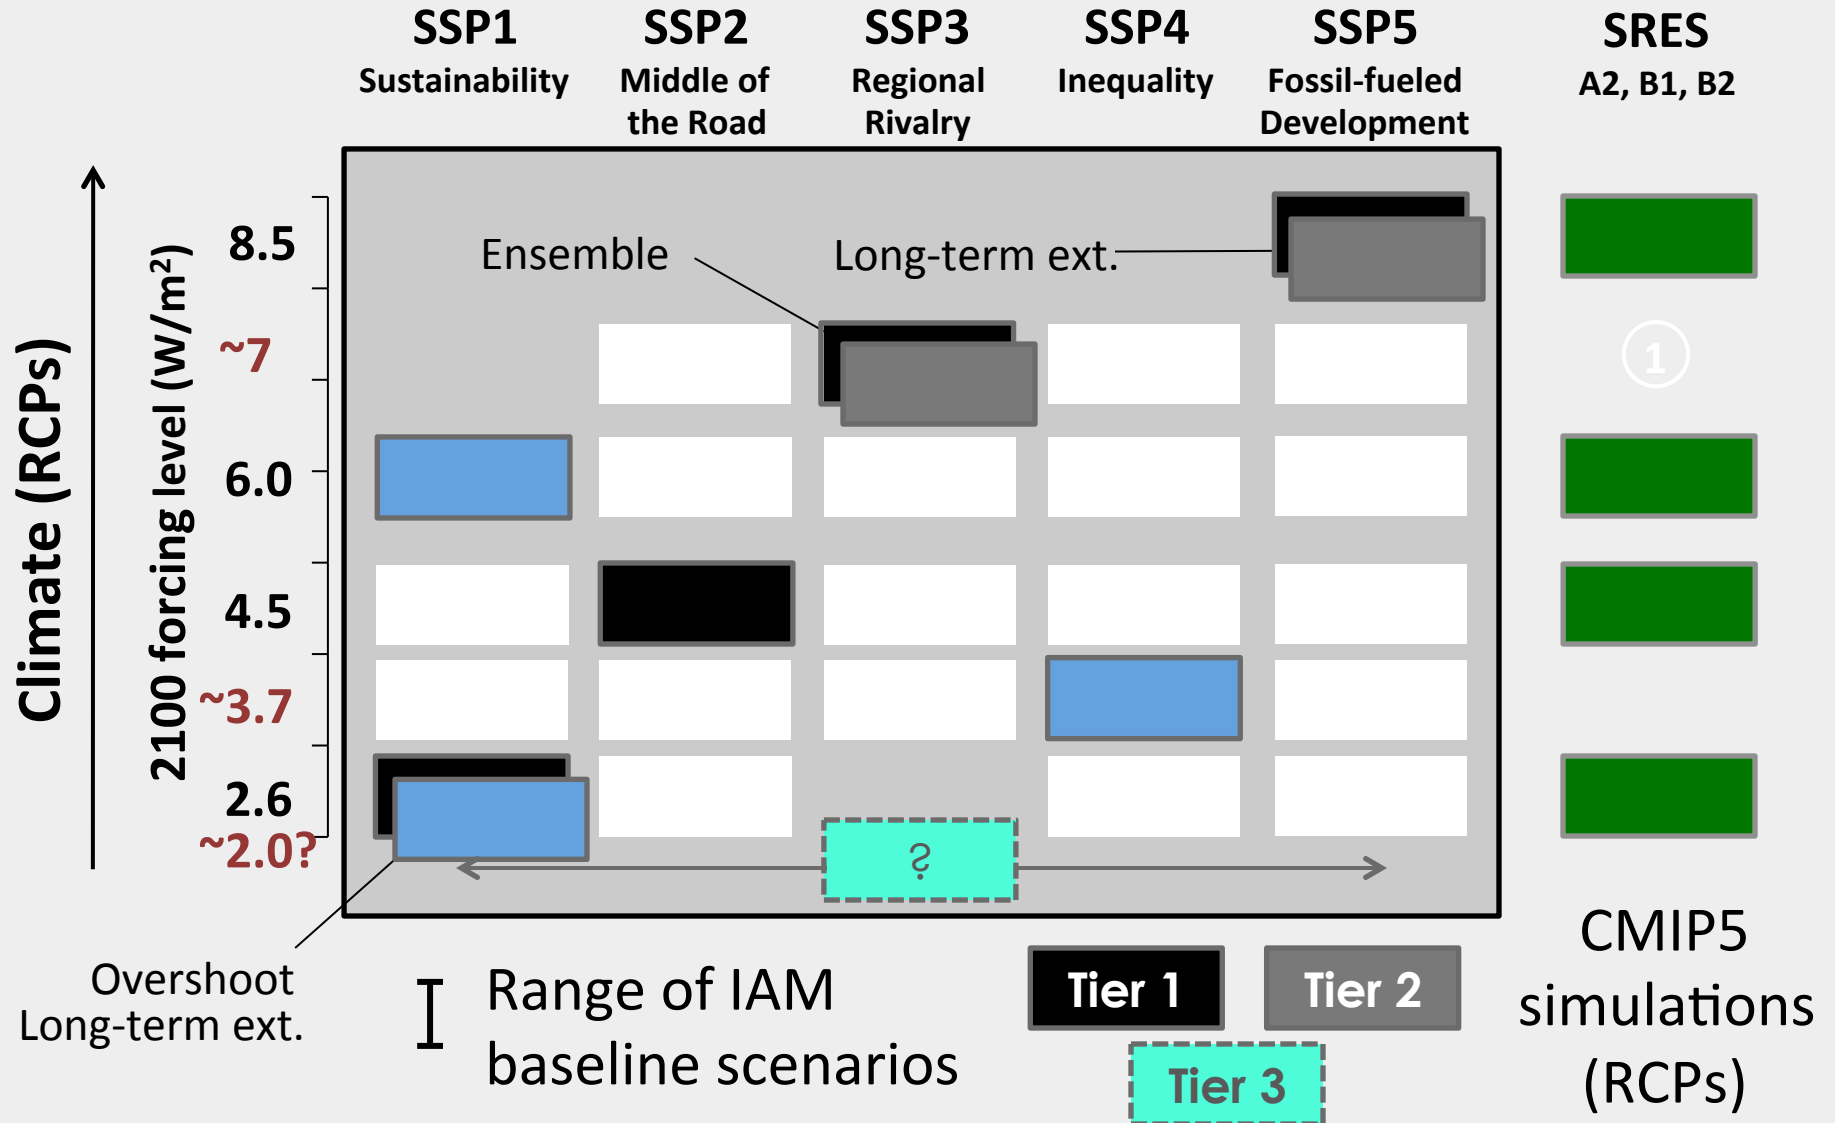 SSP1 SSP2 SSP3 SSP4 SSP5 SRES
Sustainability Middle of Regional Inequality Fossil-fueled A2, B1, B2
the Road Rivalry Development
Climate (RCPs)
2100 forcing level (W/m²)
8.5
~7
6.0
4.5
~3.7
2.6
~2.0?
Ensemble
Long-term ext.
①
?
Overshoot
Long-term ext.
Range of IAM
baseline scenarios
Tier 1
Tier 2
Tier 3
CMIP5
simulations
(RCPs)